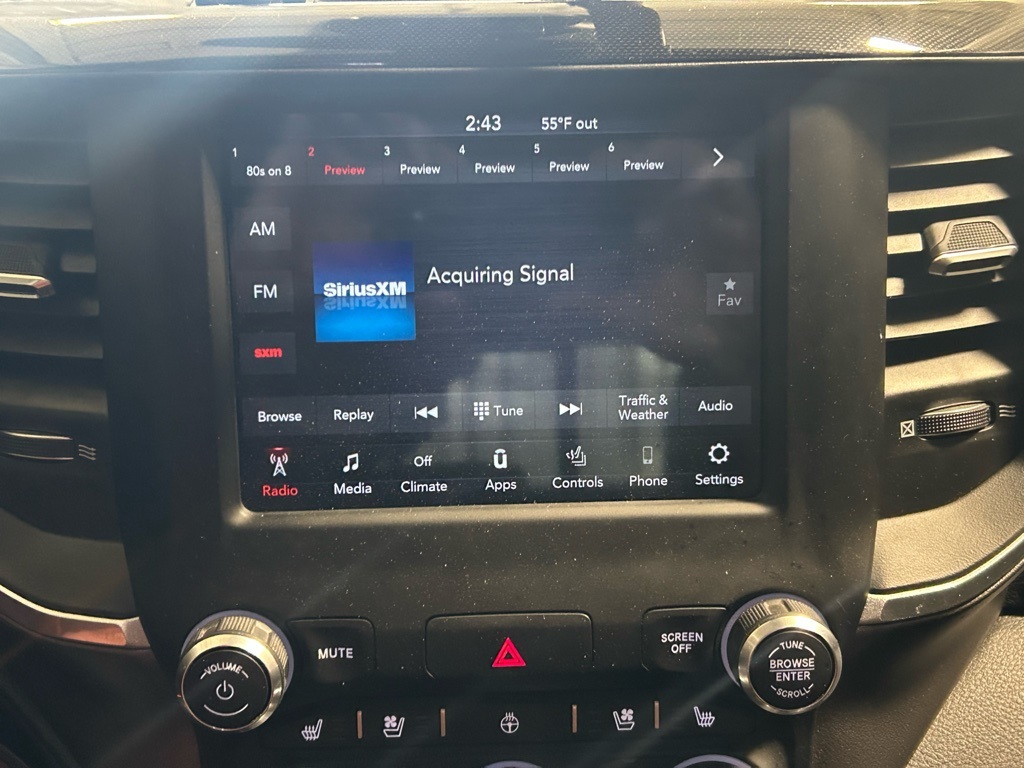 2:43 55°F out
1 80s on 8
2 Preview
3 Preview
4 Preview
5 Preview
6 Preview
AM
FM
sxm
SiriusXM
Acquiring Signal
Fav
Browse
Replay
Tune
Traffic &
Weather
Audio
Radio
Media
Off
Climate
Apps
Controls
Phone
Settings
VOLUME
MUTE
SCREEN
OFF
TUNE
BROWSE
ENTER
SCROLL